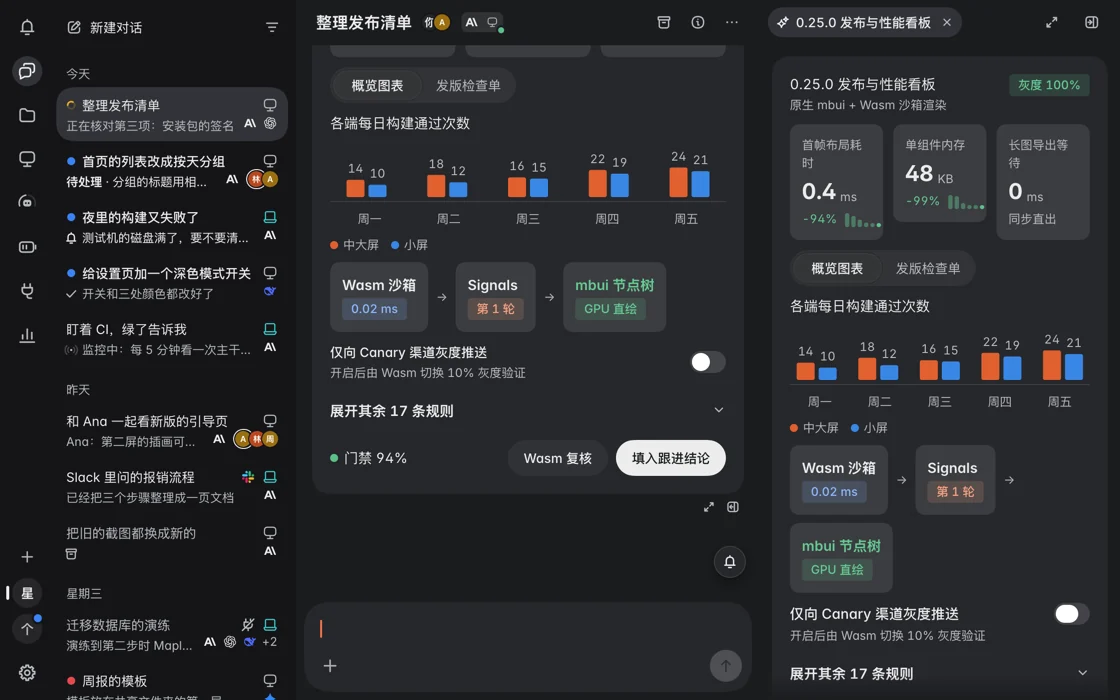 新建对话
今天
整理发布清单
正在核对第三项：安装包的签名
首页的列表改成按天分组
待处理 · 分组的标题用相...
林 A
夜里的构建又失败了
测试机的磁盘满了，要不要清...
给设置页加一个深色模式开关
开关和三处颜色都改好了
盯着 CI，绿了告诉我
监控中：每 5 分钟看一次主干...
昨天
和 Ana 一起看新版的引导页
Ana：第二屏的插画可...
A 林 周
Slack 里问的报销流程
已经把三个步骤整理成一页文档
把旧的截图都换成新的
星期三
星
迁移数据库的演练
演练到第二步时 Mapl...
+2
周报的模板
整理发布清单
A
概览图表
发版检查单
各端每日构建通过次数
14 10 18 12 16 15 22 19 24 21
周一 周二 周三 周四 周五
中大屏 小屏
Wasm 沙箱
0.02 ms
Signals
第 1 轮
mbui 节点树
GPU 直绘
仅向 Canary 渠道灰度推送
开启后由 Wasm 切换 10% 灰度验证
展开其余 17 条规则
门禁 94%
Wasm 复核
填入跟进结论
0.25.0 发布与性能看板
0.25.0 发布与性能看板
灰度 100%
原生 mbui + Wasm 沙箱渲染
首帧布局耗时
0.4 ms
-94%
单组件内存
48 KB
-99%
长图导出等待
0 ms
同步直出
概览图表
发版检查单
各端每日构建通过次数
14 10 18 12 16 15 22 19 24 21
周一 周二 周三 周四 周五
中大屏 小屏
Wasm 沙箱
0.02 ms
Signals
第 1 轮
mbui 节点树
GPU 直绘
仅向 Canary 渠道灰度推送
开启后由 Wasm 切换 10% 灰度验证
展开其余 17 条规则